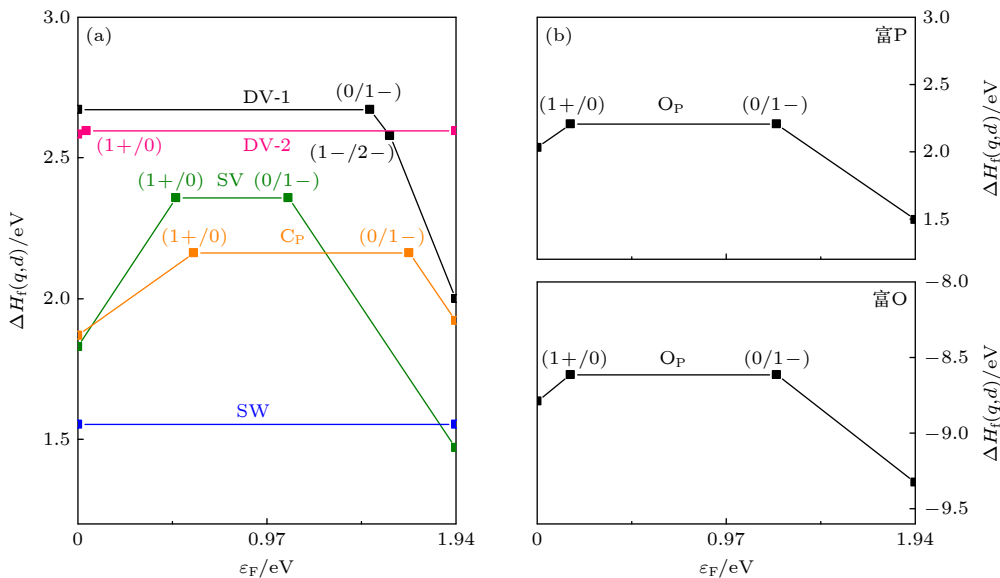 (a)
3.0
2.5
2.0
1.5
ΔH_f(q,d)/eV
DV-1
(0/1−)
(1+/0)
DV-2
(1−/2−)
(1+/0)
SV
(0/1−)
(1+/0)
C_P
(0/1−)
SW
0
0.97
1.94
ε_F/eV
(b)
富P
3.0
2.5
2.0
1.5
ΔH_f(q,d)/eV
(1+/0)
O_P
(0/1−)
富O
−8.0
−8.5
−9.0
−9.5
ΔH_f(q,d)/eV
(1+/0)
O_P
(0/1−)
0
0.97
1.94
ε_F/eV